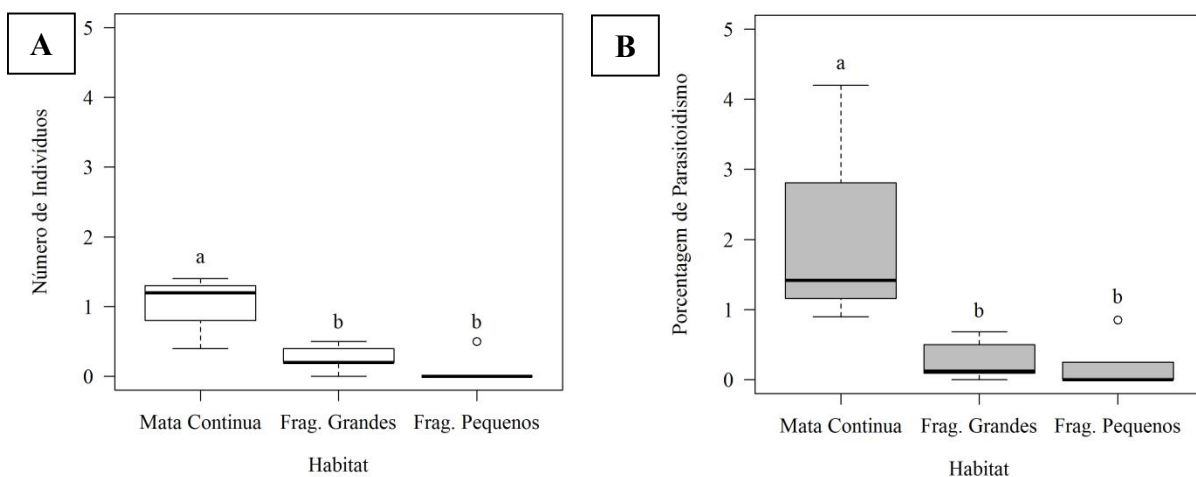 A
5
4
3
2
1
0
Número de Indivíduos
a
b
b
Mata Continua Frag. Grandes Frag. Pequenos
Habitat
B
5
4
3
2
1
0
Porcentagem de Parasitoidismo
a
b
b
Mata Continua Frag. Grandes Frag. Pequenos
Habitat